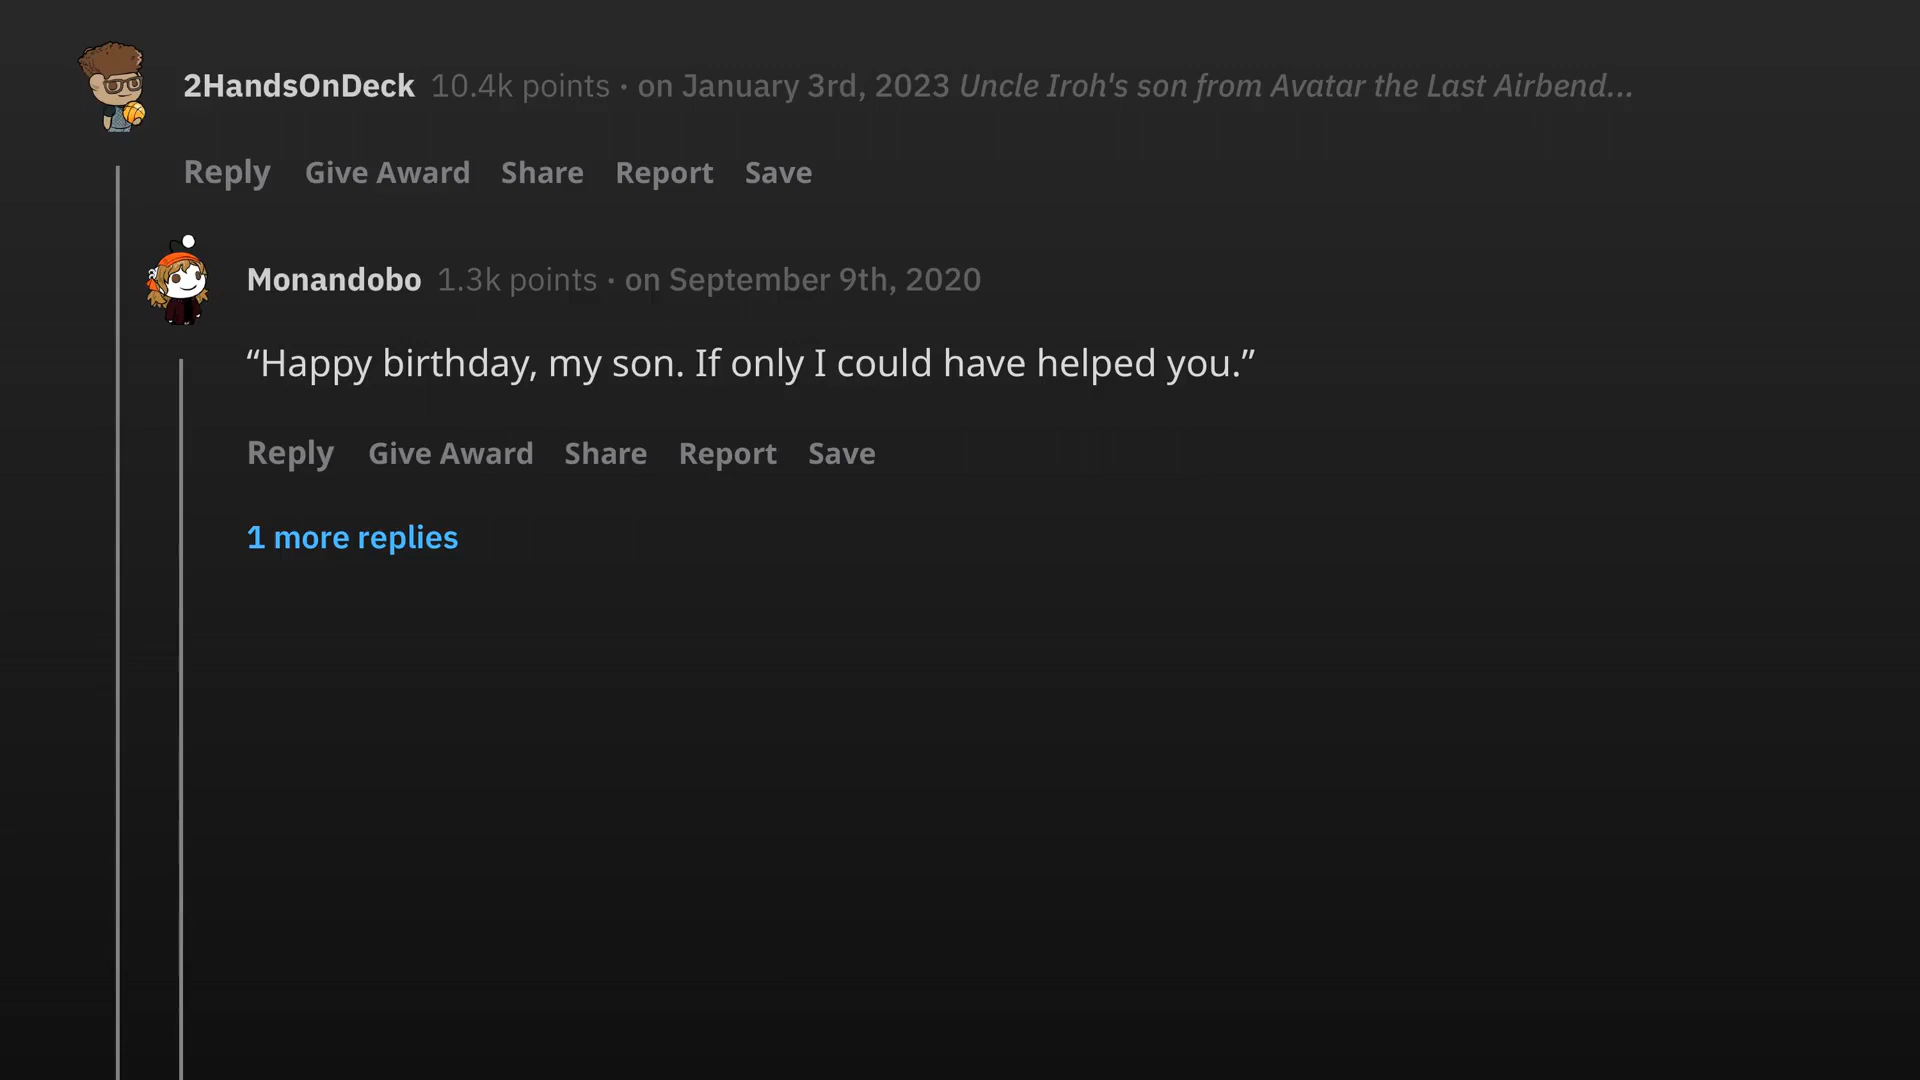 2HandsOnDeck 10.4k points · on January 3rd, 2023 Uncle Iroh's son from Avatar the Last Airbend...
Reply Give Award Share Report Save
Monandobo 1.3k points · on September 9th, 2020
“Happy birthday, my son. If only I could have helped you.”
Reply Give Award Share Report Save
1 more replies